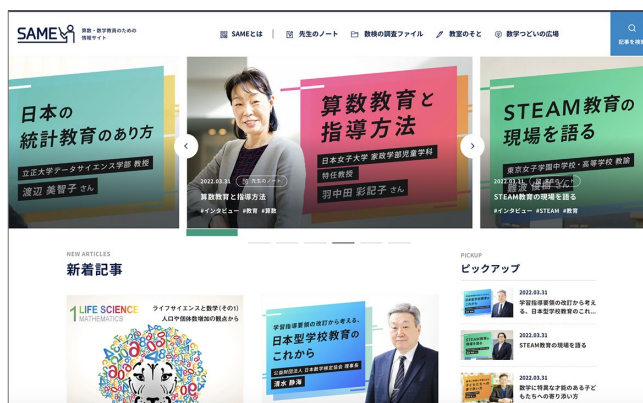 SAME
算数・数学教員のための
情報サイト
SAMEとは
先生のノート
数検の調査ファイル
教室のそと
数学つどいの広場
記事を検索
日本の
統計教育のあり方
立正大学データサイエンス学部 教授
渡辺 美智子 さん
算数教育と
指導方法
日本女子大学 家政学部児童学科
特任教授
羽中田 彩記子 さん
2022.03.31
先生のノート
算数教育と指導方法
#インタビュー #教育 #算数
STEAM教育の
現場を語る
東京女子学園中学校・高等学校 教諭
難波 俊樹 さん
2022.03.31
先生のノート
STEAM教育の現場を語る
#インタビュー #STEAM #教育
NEW ARTICLES
新着記事
1 LIFE SCIENCE
MATHEMATICS
ライフサイエンスと数学(その1)
人口や個体数増加の観点から
学習指導要領の改訂から考える、
日本型学校教育の
これから
公益財団法人 日本数学検定協会 理事長
清水 静海
PICKUP
ピックアップ
2022.03.31
学習指導要領の改訂から考え
る、日本型学校教育のこれ...
2022.03.31
STEAM教育の現場を語る
2022.03.31
数学に特異な才能のある子ど
もたちへの寄り添い方